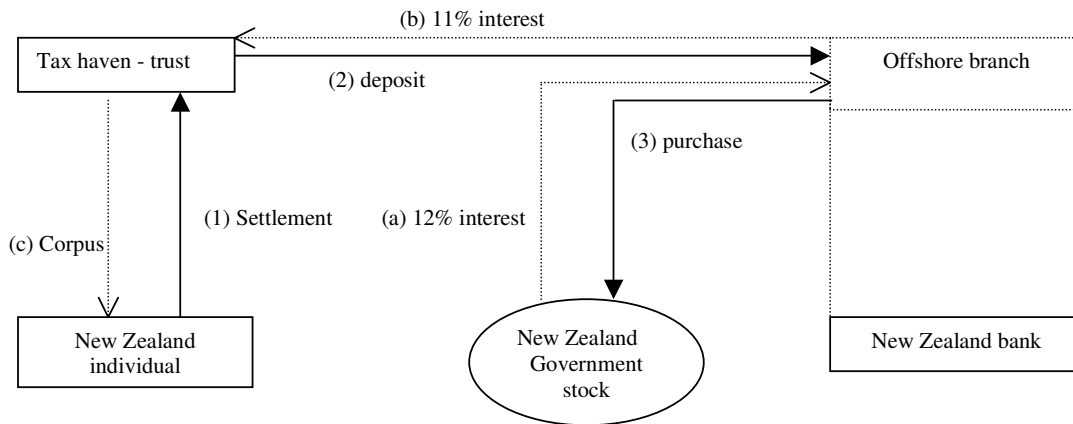 (b) 11% interest
Tax haven - trust
Offshore branch
(2) deposit
(3) purchase
(1) Settlement
(a) 12% interest
(c) Corpus
New Zealand
individual
New Zealand
Government
stock
New Zealand bank